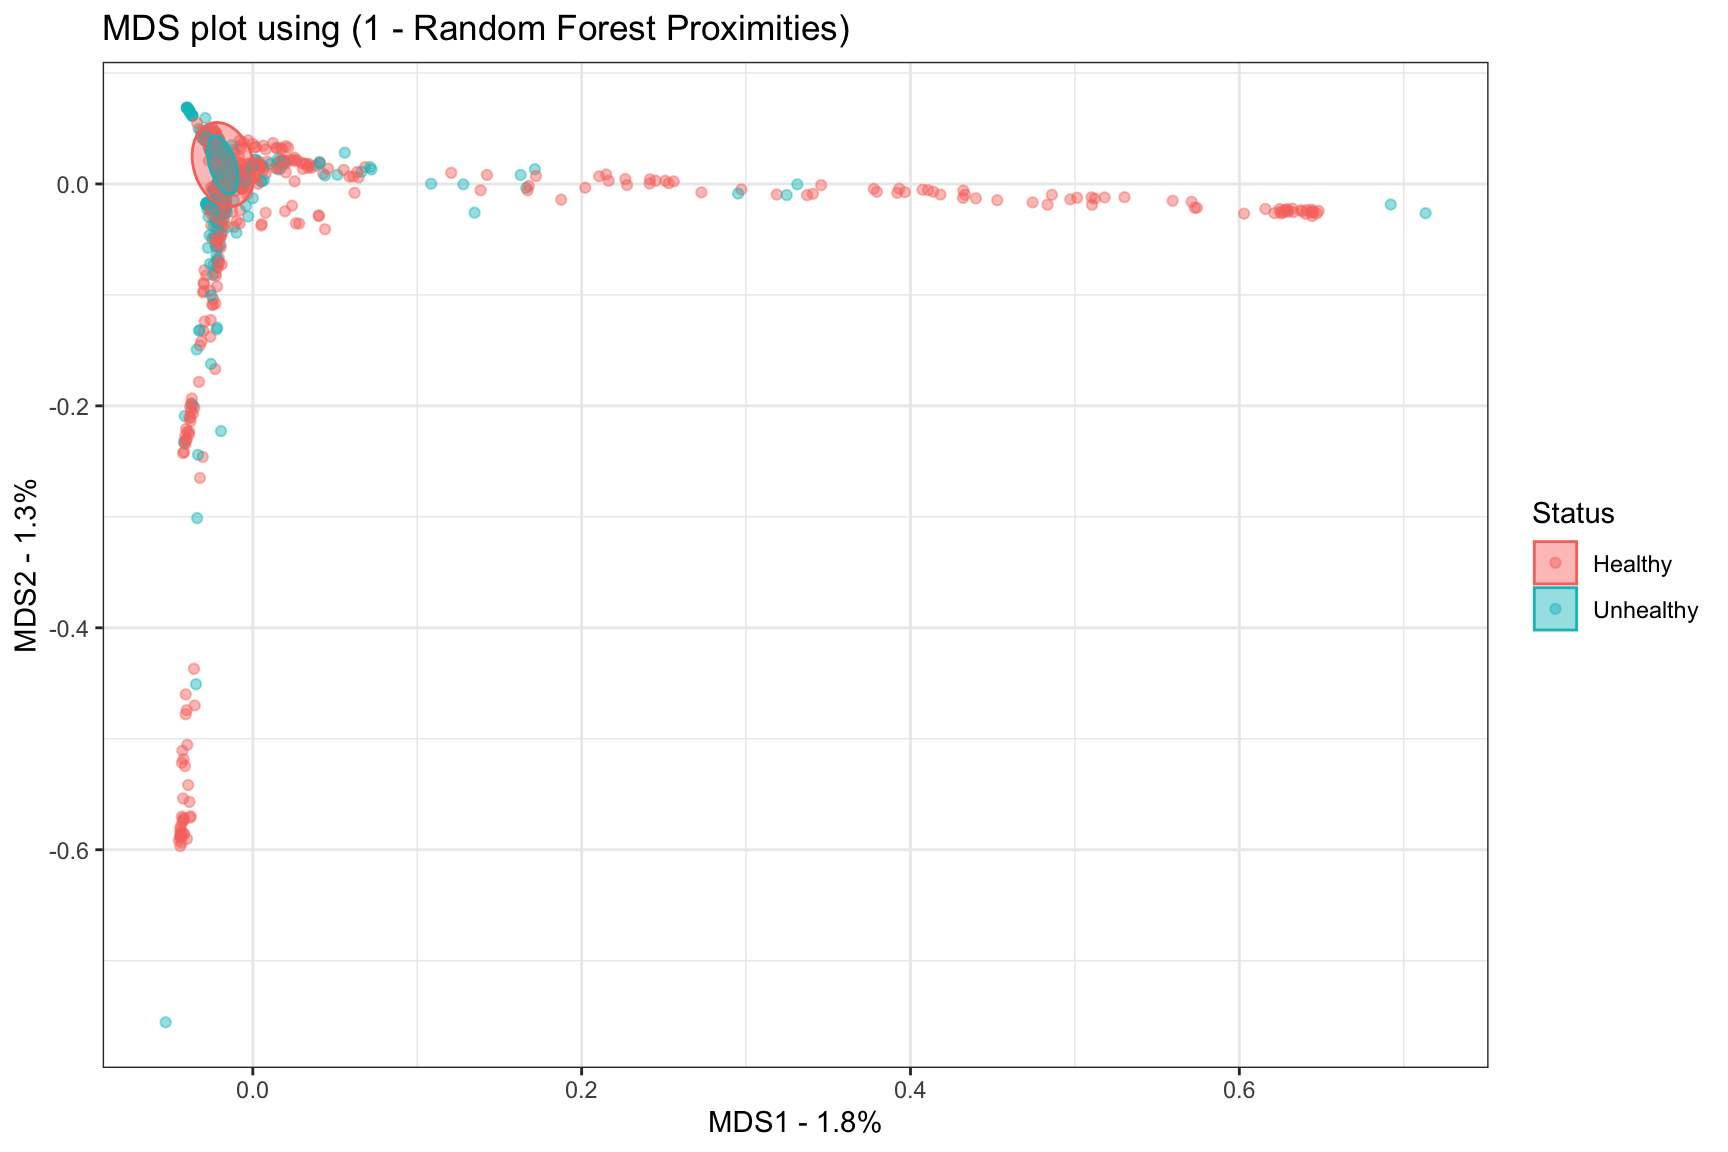 MDS plot using (1 - Random Forest Proximities)
0.0
-0.2
-0.4
-0.6
MDS2 - 1.3%
0.0 0.2 0.4 0.6
MDS1 - 1.8%
Status
Healthy
Unhealthy